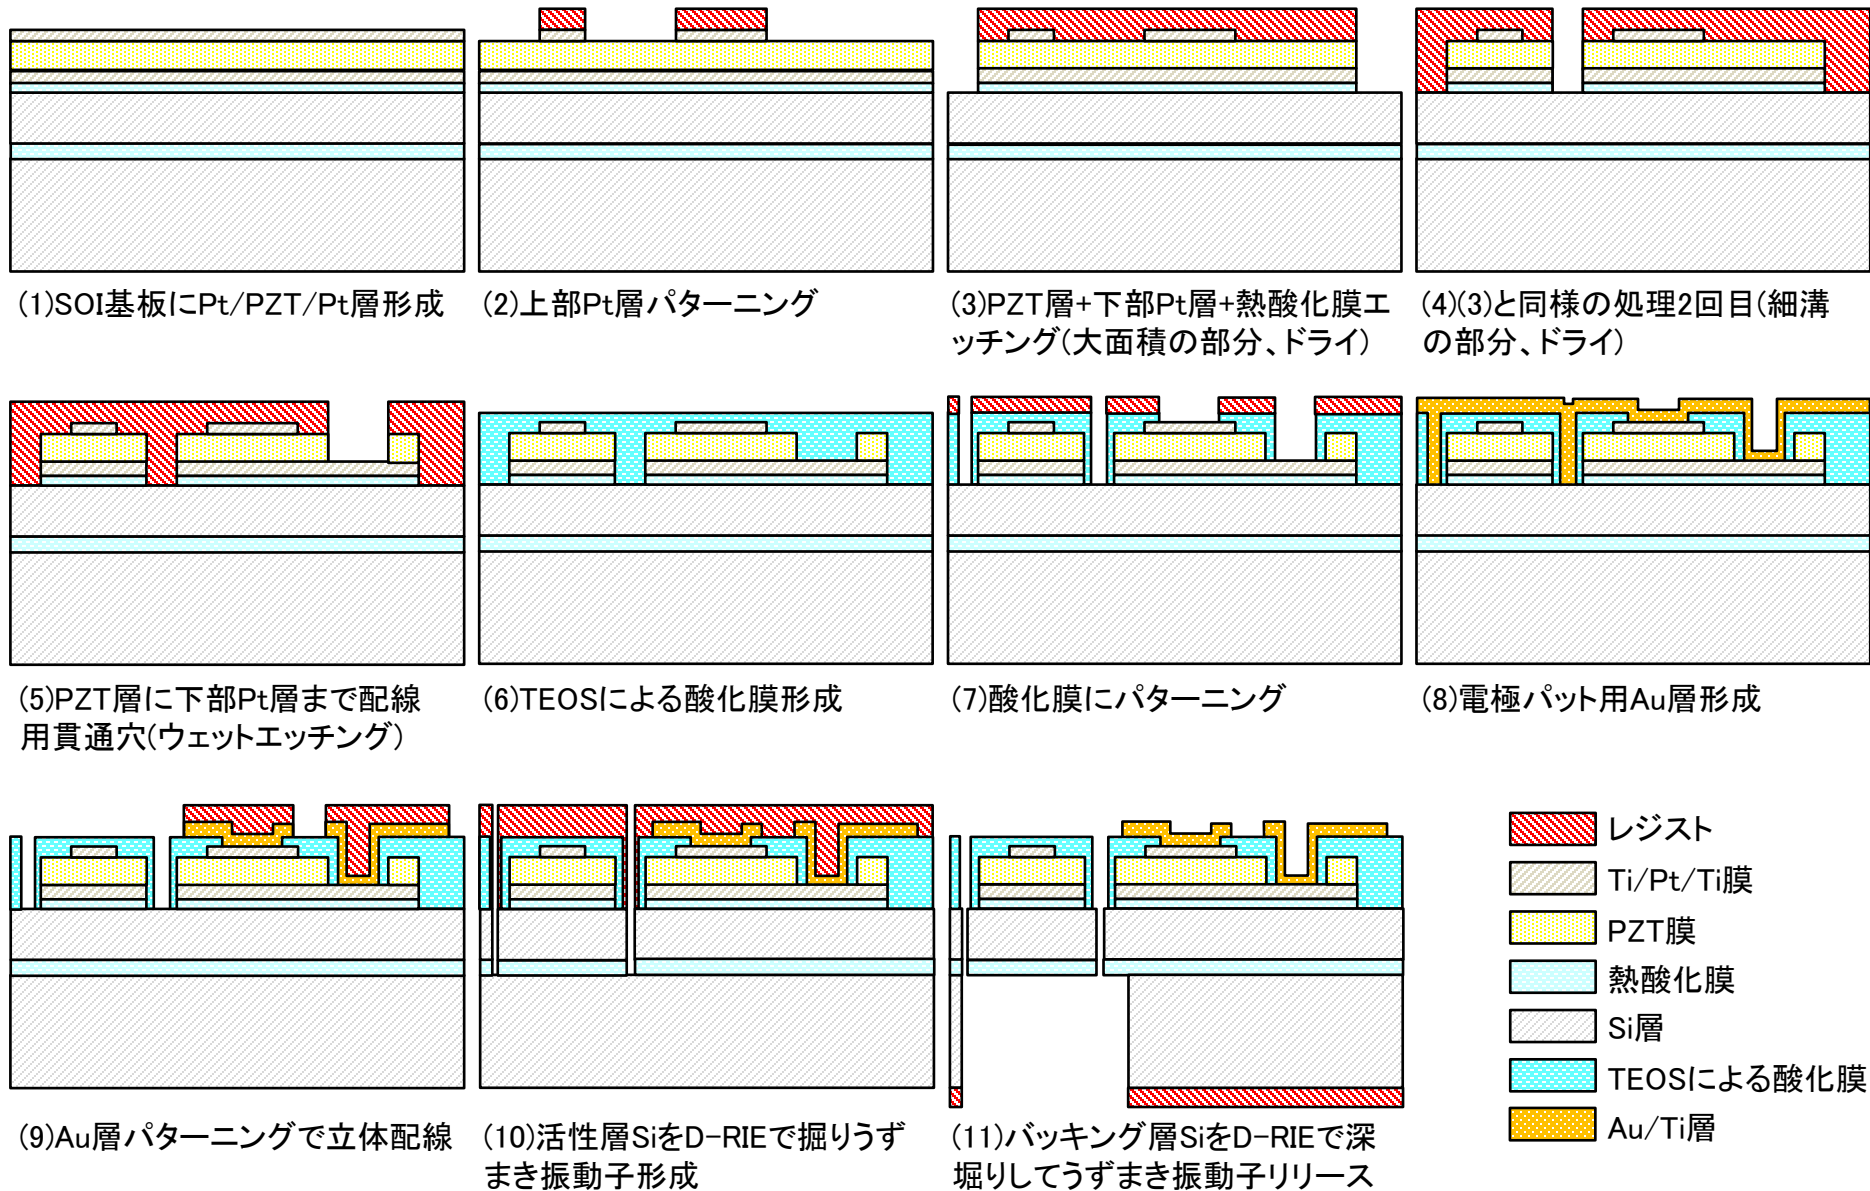 (1)SOI基板にPt/PZT/Pt層形成
(2)上部Pt層パターニング
(3)PZT層+下部Pt層+熱酸化膜エ
ッチング(大面積の部分、ドライ)
(4)(3)と同様の処理2回目(細溝
の部分、ドライ)
(5)PZT層に下部Pt層まで配線
用貫通穴(ウェットエッチング)
(6)TEOSによる酸化膜形成
(7)酸化膜にパターニング
(8)電極パット用Au層形成
(9)Au層パターニングで立体配線
(10)活性層SiをD-RIEで掘りうず
まき振動子形成
(11)バッキング層SiをD-RIEで深
堀りしてうずまき振動子リリース
レジスト
Ti/Pt/Ti膜
PZT膜
熱酸化膜
Si層
TEOSによる酸化膜
Au/Ti層